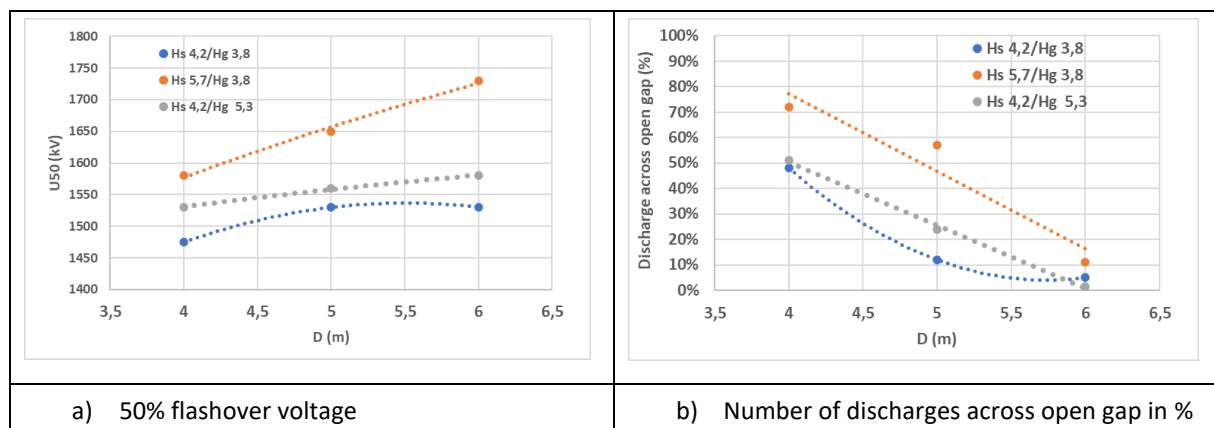 1800
1750
1700
1650
1600
1550
1500
1450
1400
U50 (kV)
Hs 4,2/Hg 3,8
Hs 5,7/Hg 3,8
Hs 4,2/Hg 5,3
3,5 4 4,5 5 5,5 6 6,5
D (m)
100%
90%
80%
70%
60%
50%
40%
30%
20%
10%
0%
Discharge across open gap (%)
Hs 4,2/Hg 3,8
Hs 5,7/Hg 3,8
Hs 4,2/Hg 5,3
3,5 4 4,5 5 5,5 6 6,5
D (m)
a) 50% flashover voltage
b) Number of discharges across open gap in %